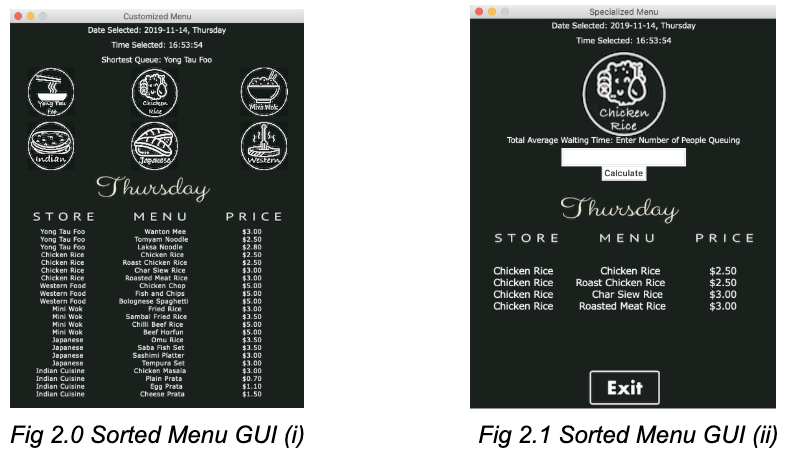 Customized Menu
Date Selected: 2019-11-14, Thursday
Time Selected: 16:53:54
Shortest Queue: Yong Tau Foo
Yong Tau Foo
Chicken Rice
Mini Wok
Indian
Japanese
Western
Thursday
STORE MENU PRICE
Yong Tau Foo Wanton Mee $3.00
Yong Tau Foo Tomyam Noodle $2.50
Yong Tau Foo Laksa Noodle $2.80
Chicken Rice Chicken Rice $2.50
Chicken Rice Roast Chicken Rice $2.50
Chicken Rice Char Siew Rice $3.00
Chicken Rice Roasted Meat Rice $3.00
Western Food Chicken Chop $5.00
Western Food Fish and Chips $5.00
Western Food Bolognese Spaghetti $5.00
Mini Wok Fried Rice $3.00
Mini Wok Sambal Fried Rice $3.50
Mini Wok Chilli Beef Rice $5.00
Mini Wok Beef Horfun $5.00
Japanese Omu Rice $3.50
Japanese Saba Fish Set $3.50
Japanese Sashimi Platter $3.00
Japanese Tempura Set $3.00
Indian Cuisine Chicken Masala $3.00
Indian Cuisine Plain Prata $0.70
Indian Cuisine Egg Prata $1.10
Indian Cuisine Cheese Prata $1.50
Fig 2.0 Sorted Menu GUI (i)
Specialized Menu
Date Selected: 2019-11-14, Thursday
Time Selected: 16:53:54
Chicken
Rice
Total Average Waiting Time: Enter Number of People Queuing
Calculate
Thursday
STORE MENU PRICE
Chicken Rice Chicken Rice $2.50
Chicken Rice Roast Chicken Rice $2.50
Chicken Rice Char Siew Rice $3.00
Chicken Rice Roasted Meat Rice $3.00
Exit
Fig 2.1 Sorted Menu GUI (ii)